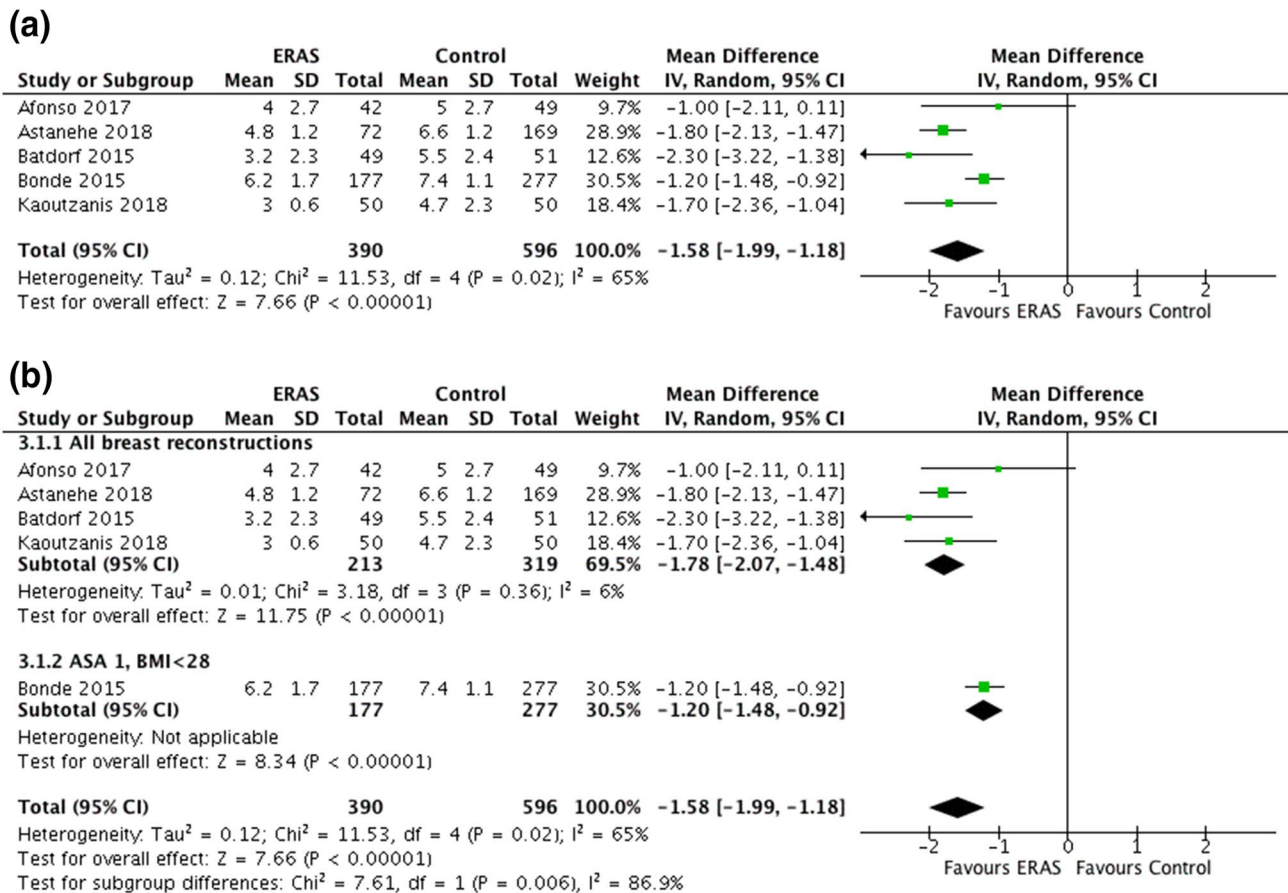 (a)
ERAS Control Mean Difference Mean Difference
Study or Subgroup Mean SD Total Mean SD Total Weight IV, Random, 95% CI IV, Random, 95% CI
Afonso 2017 4 2.7 42 5 2.7 49 9.7% −1.00 [−2.11, 0.11]
Astanehe 2018 4.8 1.2 72 6.6 1.2 169 28.9% −1.80 [−2.13, −1.47]
Batdorf 2015 3.2 2.3 49 5.5 2.4 51 12.6% −2.30 [−3.22, −1.38]
Bonde 2015 6.2 1.7 177 7.4 1.1 277 30.5% −1.20 [−1.48, −0.92]
Kaoutzanis 2018 3 0.6 50 4.7 2.3 50 18.4% −1.70 [−2.36, −1.04]
Total (95% CI) 390 596 100.0% −1.58 [−1.99, −1.18]
Heterogeneity: Tau² = 0.12; Chi² = 11.53, df = 4 (P = 0.02); I² = 65%
Test for overall effect: Z = 7.66 (P < 0.00001)
−2 −1 0 1 2
Favours ERAS Favours Control
(b)
ERAS Control Mean Difference Mean Difference
Study or Subgroup Mean SD Total Mean SD Total Weight IV, Random, 95% CI IV, Random, 95% CI
3.1.1 All breast reconstructions
Afonso 2017 4 2.7 42 5 2.7 49 9.7% −1.00 [−2.11, 0.11]
Astanehe 2018 4.8 1.2 72 6.6 1.2 169 28.9% −1.80 [−2.13, −1.47]
Batdorf 2015 3.2 2.3 49 5.5 2.4 51 12.6% −2.30 [−3.22, −1.38]
Kaoutzanis 2018 3 0.6 50 4.7 2.3 50 18.4% −1.70 [−2.36, −1.04]
Subtotal (95% CI) 213 319 69.5% −1.78 [−2.07, −1.48]
Heterogeneity: Tau² = 0.01; Chi² = 3.18, df = 3 (P = 0.36); I² = 6%
Test for overall effect: Z = 11.75 (P < 0.00001)
3.1.2 ASA 1, BMI<28
Bonde 2015 6.2 1.7 177 7.4 1.1 277 30.5% −1.20 [−1.48, −0.92]
Subtotal (95% CI) 177 277 30.5% −1.20 [−1.48, −0.92]
Heterogeneity: Not applicable
Test for overall effect: Z = 8.34 (P < 0.00001)
Total (95% CI) 390 596 100.0% −1.58 [−1.99, −1.18]
Heterogeneity: Tau² = 0.12; Chi² = 11.53, df = 4 (P = 0.02); I² = 65%
Test for overall effect: Z = 7.66 (P < 0.00001)
Test for subgroup differences: Chi² = 7.61, df = 1 (P = 0.006), I² = 86.9%
−2 −1 0 1 2
Favours ERAS Favours Control